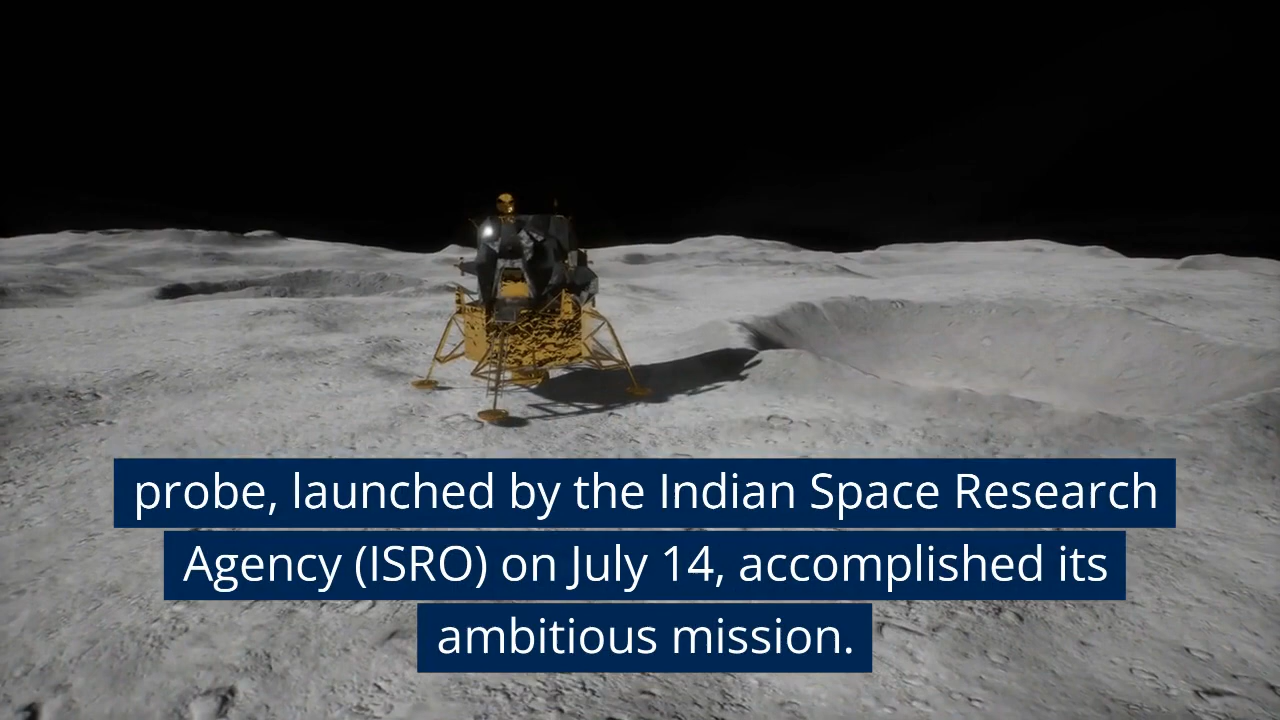 probe, launched by the Indian Space Research
Agency (ISRO) on July 14, accomplished its
ambitious mission.